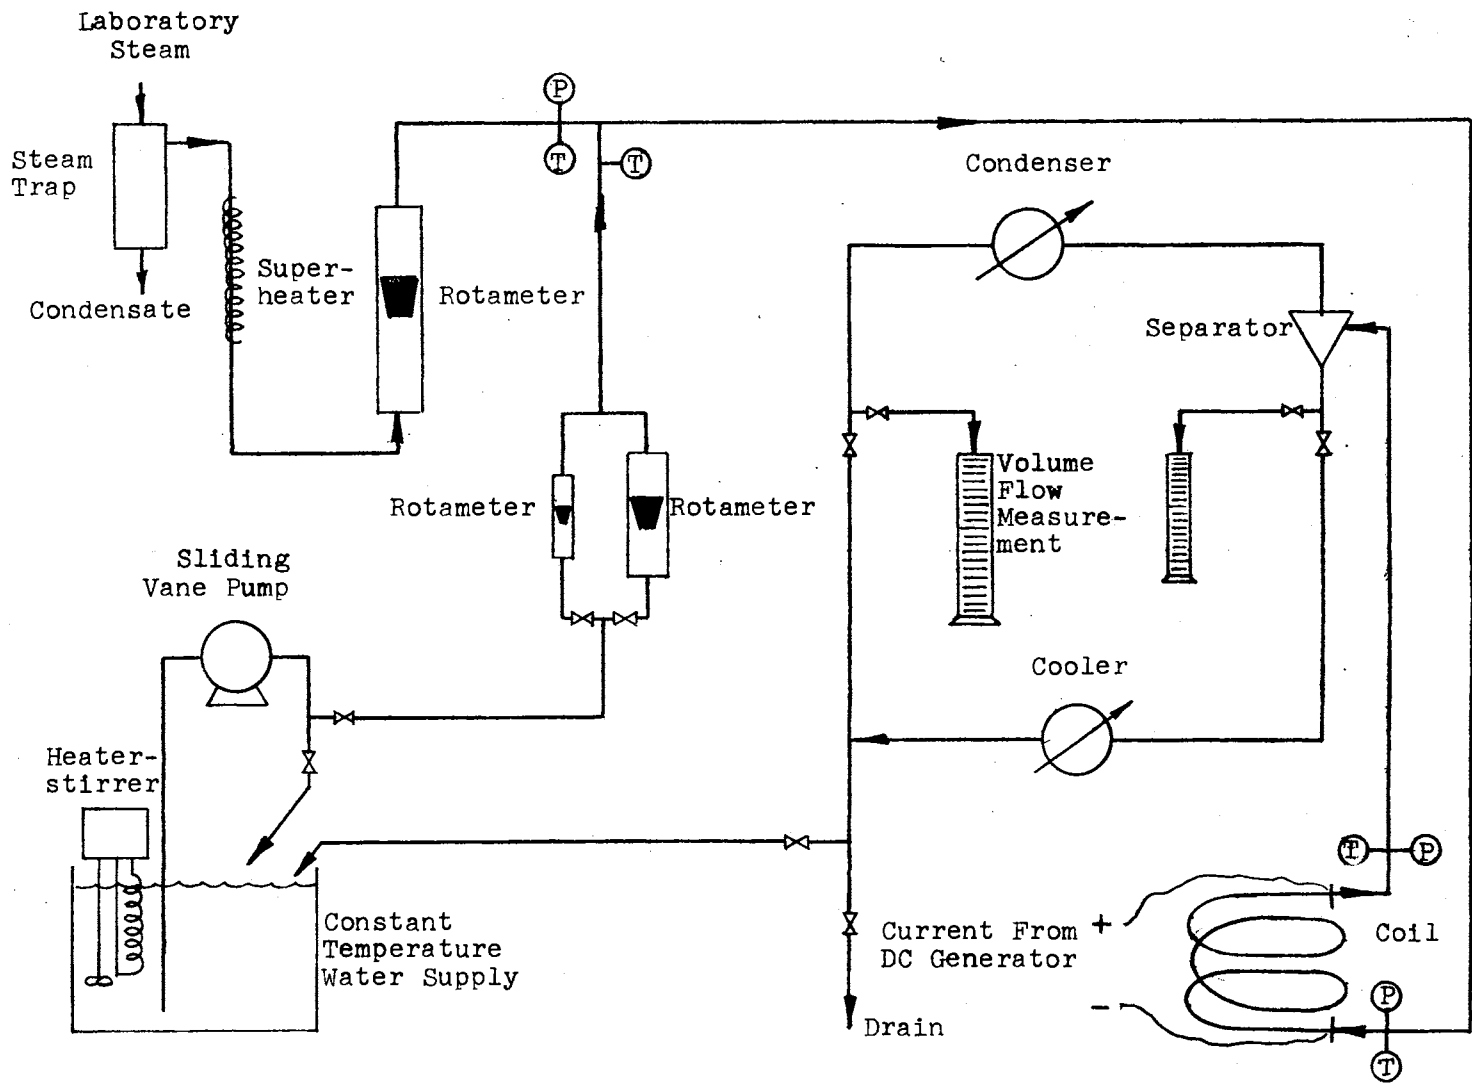 Laboratory
Steam
P
Steam
Trap
T
T
Condenser
Super-
heater
Rotameter
Condensate
Separator
Volume
Flow
Measure-
ment
Rotameter
Rotameter
Sliding
Vane Pump
Cooler
Heater-
stirrer
T
P
Constant
Temperature
Water Supply
Current From +
DC Generator
Coil
-
P
Drain
T